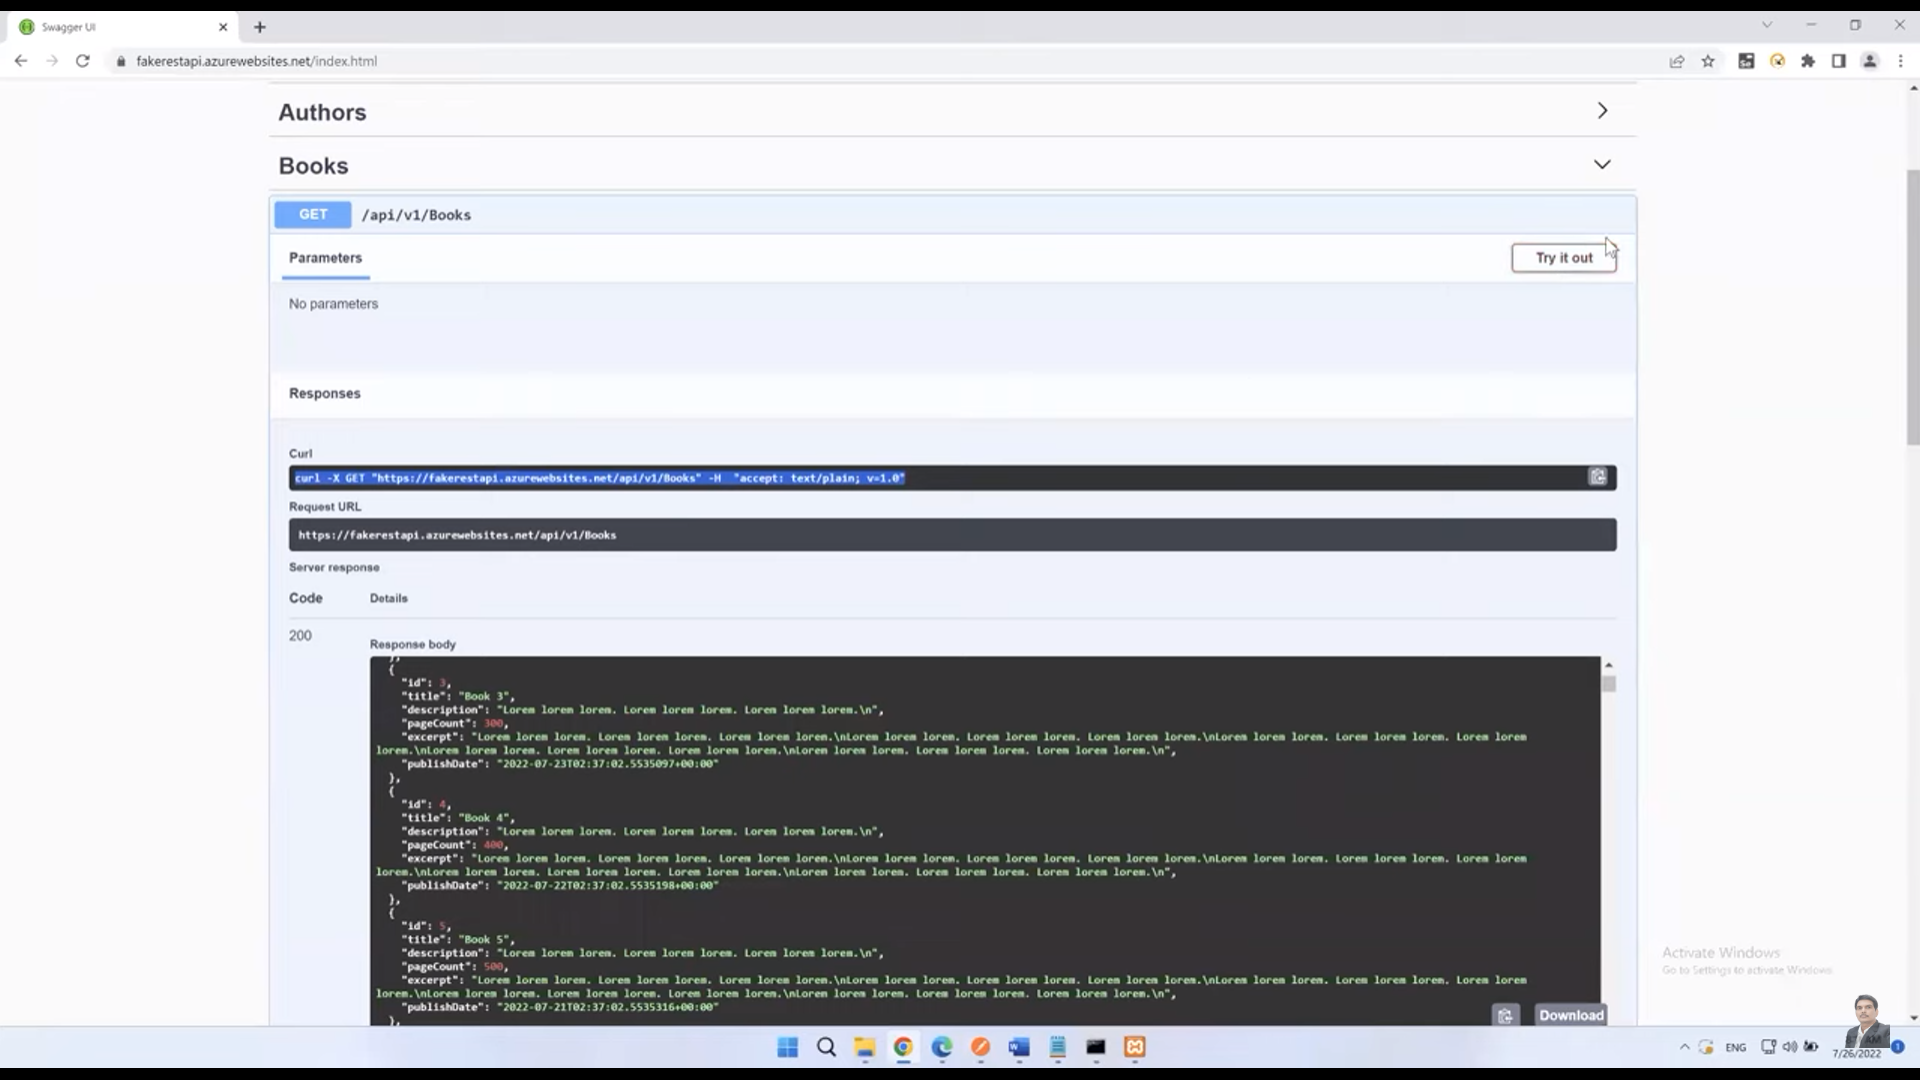 Swagger UI
fakerestapi.azurewebsites.net/index.html
Authors
Books
GET /api/v1/Books
Parameters
Try it out
No parameters
Responses
Curl
curl -X GET "https://fakerestapi.azurewebsites.net/api/v1/Books" -H  "accept: text/plain; v=1.0"
Request URL
https://fakerestapi.azurewebsites.net/api/v1/Books
Server response
Code Details
200
Response body
},
{
"id": 3,
"title": "Book 3",
"description": "Lorem lorem lorem. Lorem lorem lorem. Lorem lorem lorem.\n",
"pageCount": 300,
"excerpt": "Lorem lorem lorem. Lorem lorem lorem. Lorem lorem lorem.\nLorem lorem lorem. Lorem lorem lorem. Lorem lorem lorem.\nLorem lorem lorem. Lorem lorem lorem. Lorem lorem
lorem.\nLorem lorem lorem. Lorem lorem lorem. Lorem lorem lorem.\nLorem lorem lorem. Lorem lorem lorem. Lorem lorem lorem.\n",
"publishDate": "2022-07-23T02:37:02.5535097+00:00"
},
{
"id": 4,
"title": "Book 4",
"description": "Lorem lorem lorem. Lorem lorem lorem. Lorem lorem lorem.\n",
"pageCount": 400,
"excerpt": "Lorem lorem lorem. Lorem lorem lorem. Lorem lorem lorem.\nLorem lorem lorem. Lorem lorem lorem. Lorem lorem lorem.\nLorem lorem lorem. Lorem lorem lorem. Lorem lorem
lorem.\nLorem lorem lorem. Lorem lorem lorem. Lorem lorem lorem.\nLorem lorem lorem. Lorem lorem lorem. Lorem lorem lorem.\n",
"publishDate": "2022-07-22T02:37:02.5535198+00:00"
},
{
"id": 5,
"title": "Book 5",
"description": "Lorem lorem lorem. Lorem lorem lorem. Lorem lorem lorem.\n",
"pageCount": 500,
"excerpt": "Lorem lorem lorem. Lorem lorem lorem. Lorem lorem lorem.\nLorem lorem lorem. Lorem lorem lorem. Lorem lorem lorem.\nLorem lorem lorem. Lorem lorem lorem. Lorem lorem
lorem.\nLorem lorem lorem. Lorem lorem lorem. Lorem lorem lorem.\nLorem lorem lorem. Lorem lorem lorem. Lorem lorem lorem.\n",
"publishDate": "2022-07-21T02:37:02.5535316+00:00"
},
Download
Activate Windows
Go to Settings to activate Windows.
ENG
7/26/2022
1